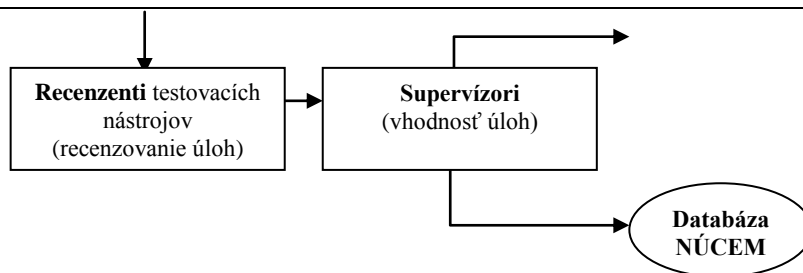 Recenzenti testovacích
nástrojov
(recenzovanie úloh)
Supervízori
(vhodnosť úloh)
Databáza
NÚCEM